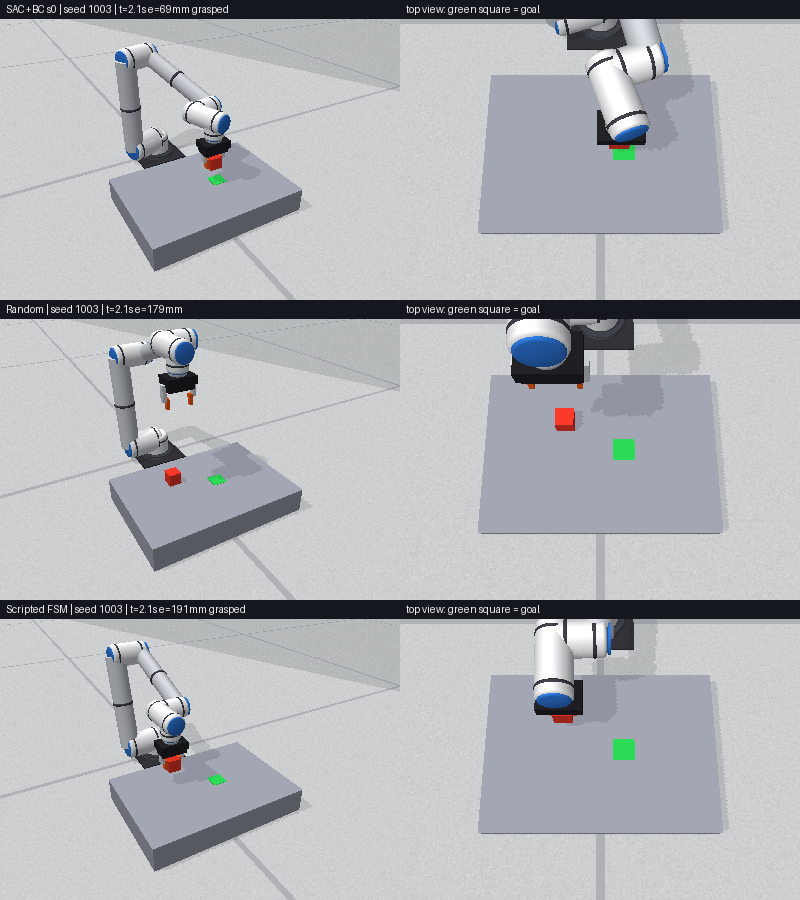 SAC+BC s0 | seed 1003 | t=2.1s e=69mm grasped
top view: green square = goal
Random | seed 1003 | t=2.1s e=179mm
top view: green square = goal
Scripted FSM | seed 1003 | t=2.1s e=191mm grasped
top view: green square = goal